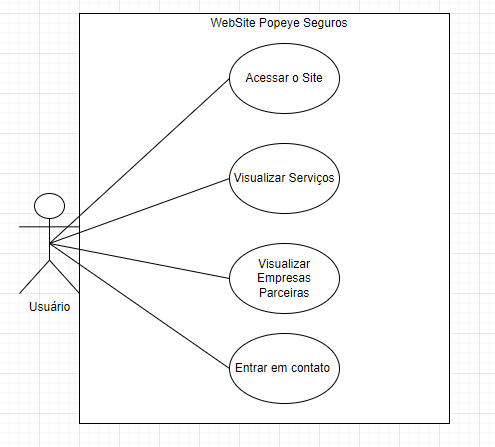 WebSite Popeye Seguros
Acessar o Site
Visualizar Serviços
Visualizar
Empresas
Parceiras
Usuário
Entrar em contato